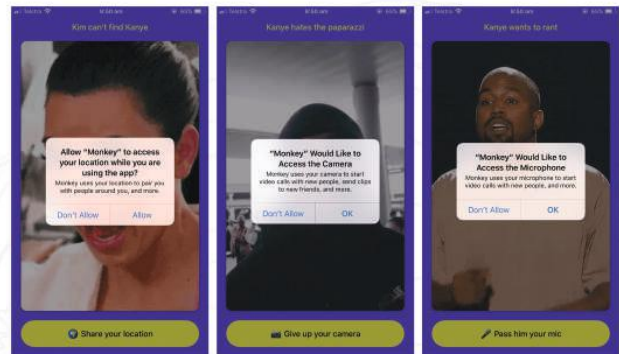 Telstra
Kim can't find Kanye
Allow "Monkey" to access
your location while you are
using the app?
Monkey uses your location to pair you
with people around you, and more.
Don't Allow
Allow
🌍 Share your location
Telstra
Kanye hates the paparazzi
"Monkey" Would Like to
Access the Camera
Monkey uses your camera to start
video calls with new people, send clips
to new friends, and more.
Don't Allow
OK
📷 Give up your camera
Telstra
Kanye wants to rant
"Monkey" Would Like to
Access the Microphone
Monkey uses your microphone to start
video calls with new people, and more.
Don't Allow
OK
🎤 Pass him your mic